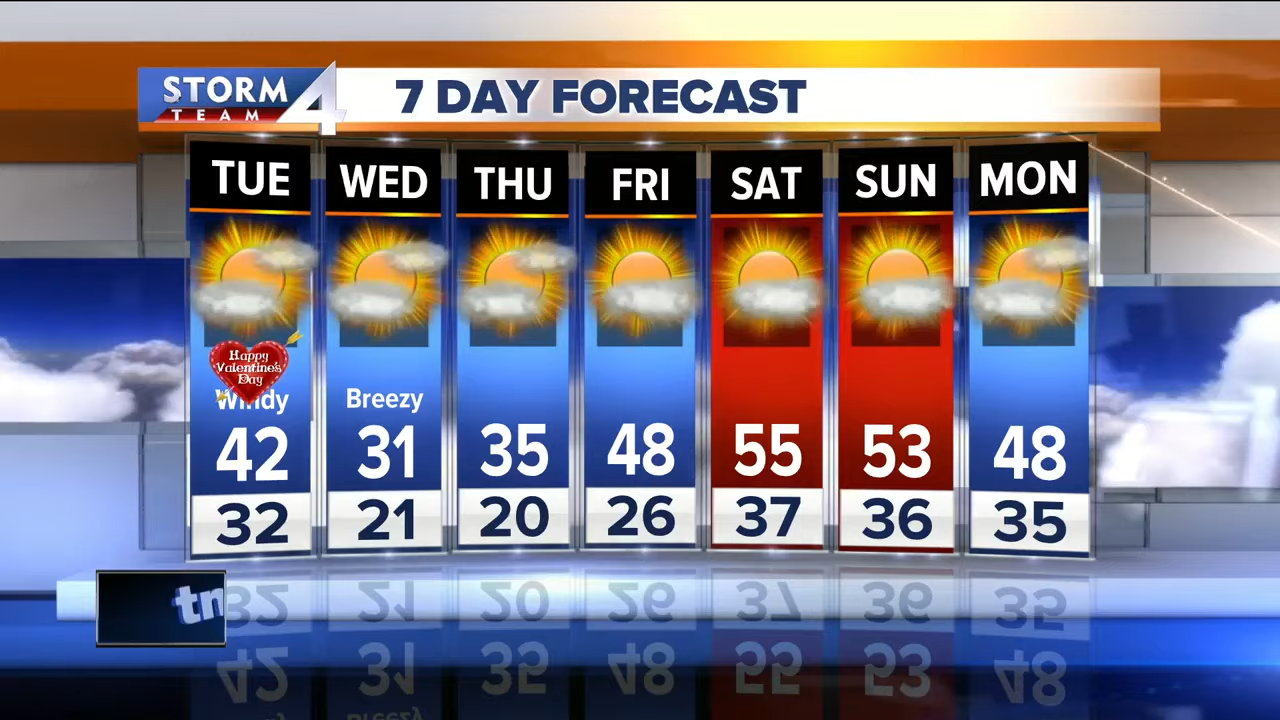 STORM
TEAM 4
7 DAY FORECAST
TUE WED THU FRI SAT SUN MON
Happy
Valentine's
Day
Windy Breezy
42 31 35 48 55 53 48
32 21 20 26 37 36 35